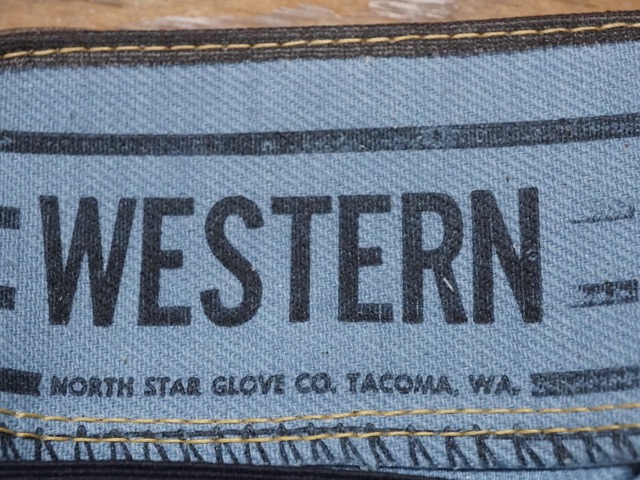 WESTERN
NORTH STAR GLOVE CO. TACOMA, WA.